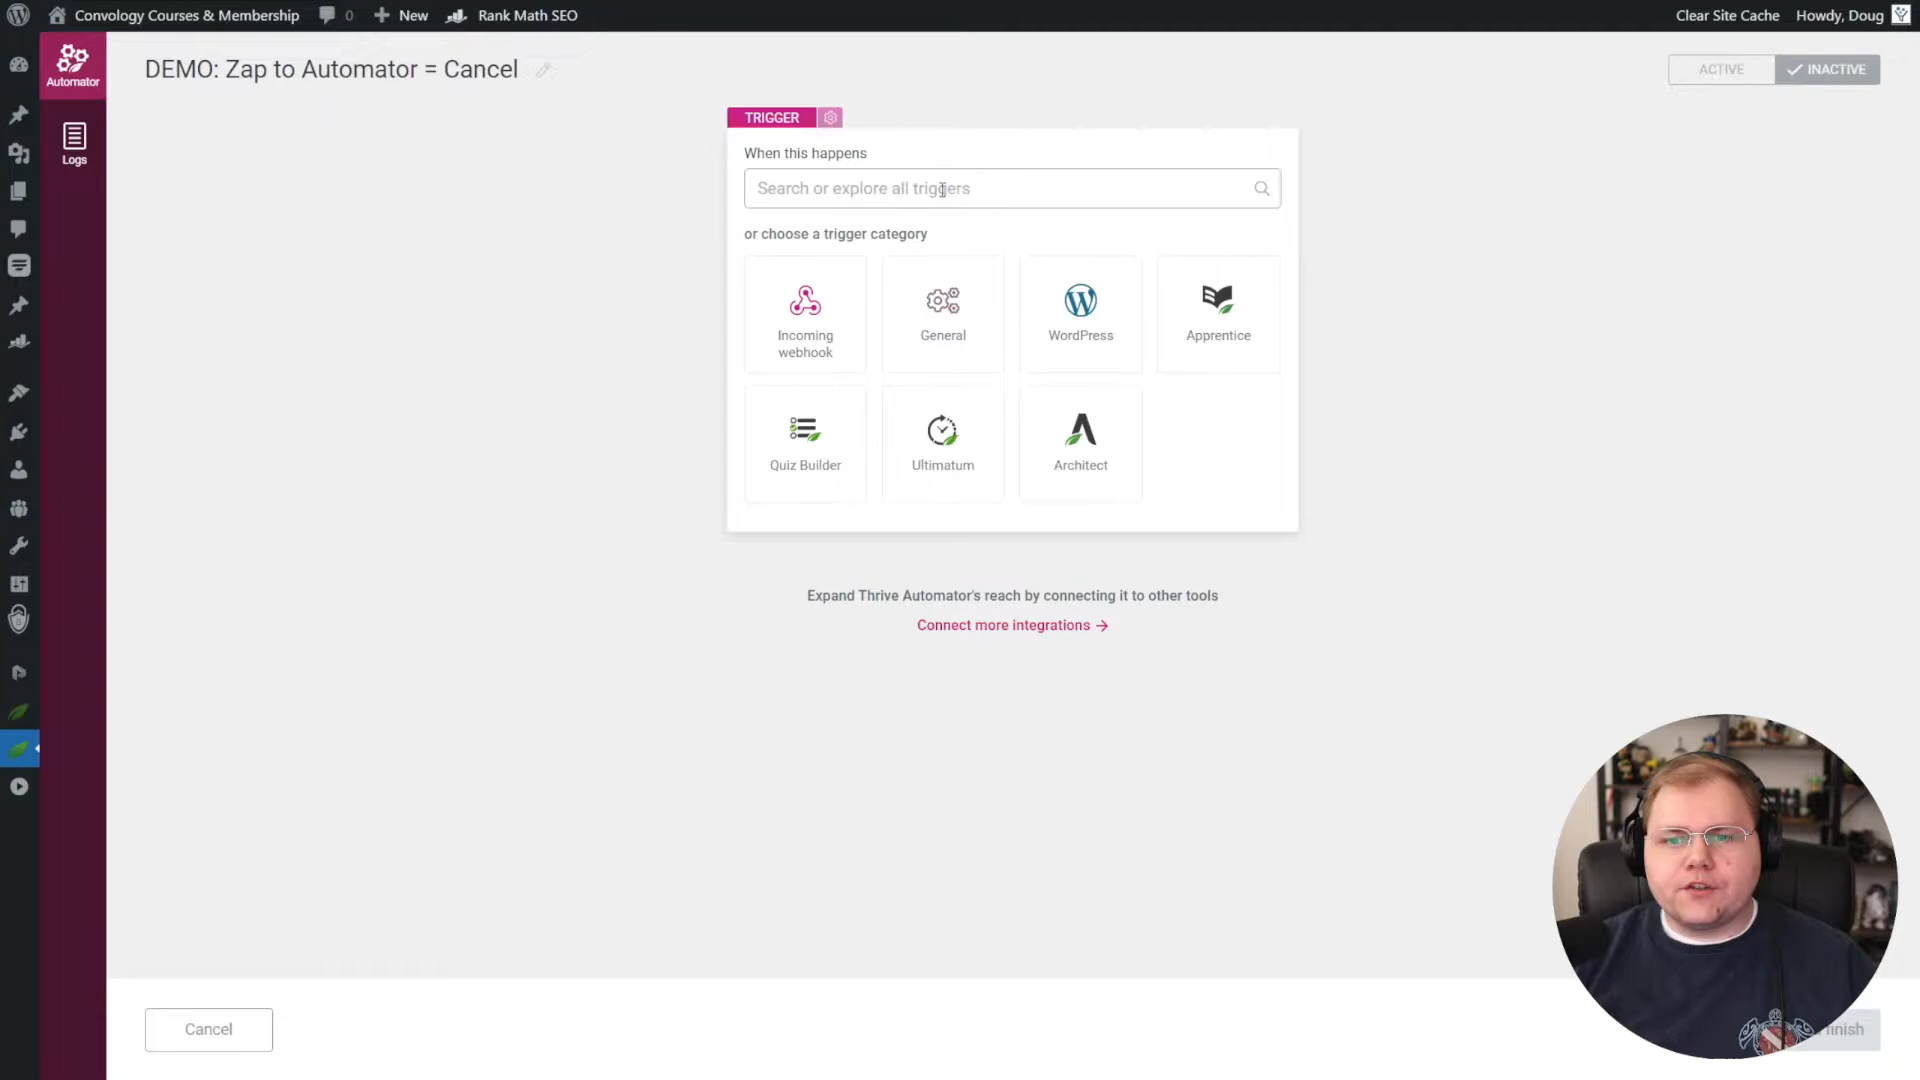 Convology Courses & Membership
0
New
Rank Math SEO
Clear Site Cache
Howdy, Doug
Automator
DEMO: Zap to Automator = Cancel
ACTIVE
INACTIVE
Logs
TRIGGER
When this happens
Search or explore all triggers
or choose a trigger category
Incoming
webhook
General
WordPress
Apprentice
Quiz Builder
Ultimatum
Architect
Expand Thrive Automator's reach by connecting it to other tools
Connect more integrations →
Cancel